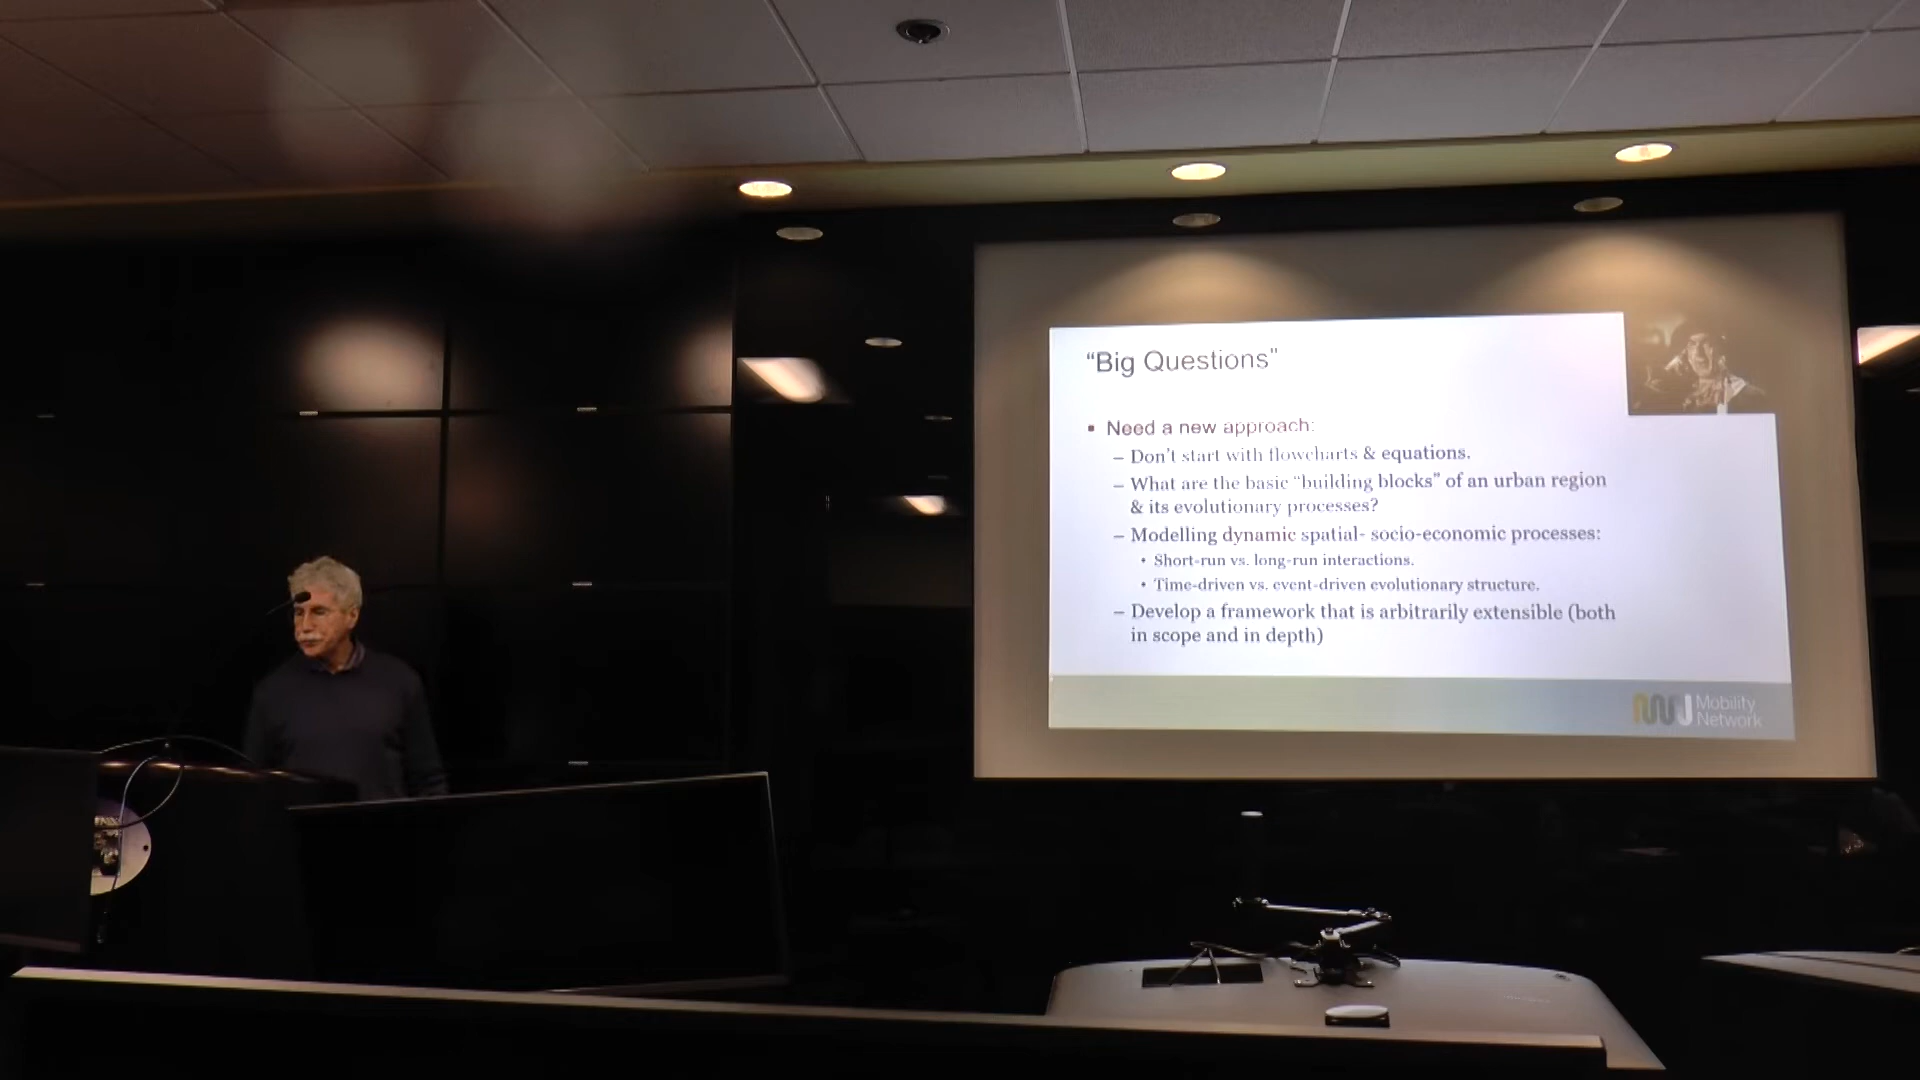 “Big Questions”
• Need a new approach:
– Don’t start with flowcharts & equations.
– What are the basic “building blocks” of an urban region
& its evolutionary processes?
– Modelling dynamic spatial- socio-economic processes:
• Short-run vs. long-run interactions.
• Time-driven vs. event-driven evolutionary structure.
– Develop a framework that is arbitrarily extensible (both
in scope and in depth)
Mobility
Network